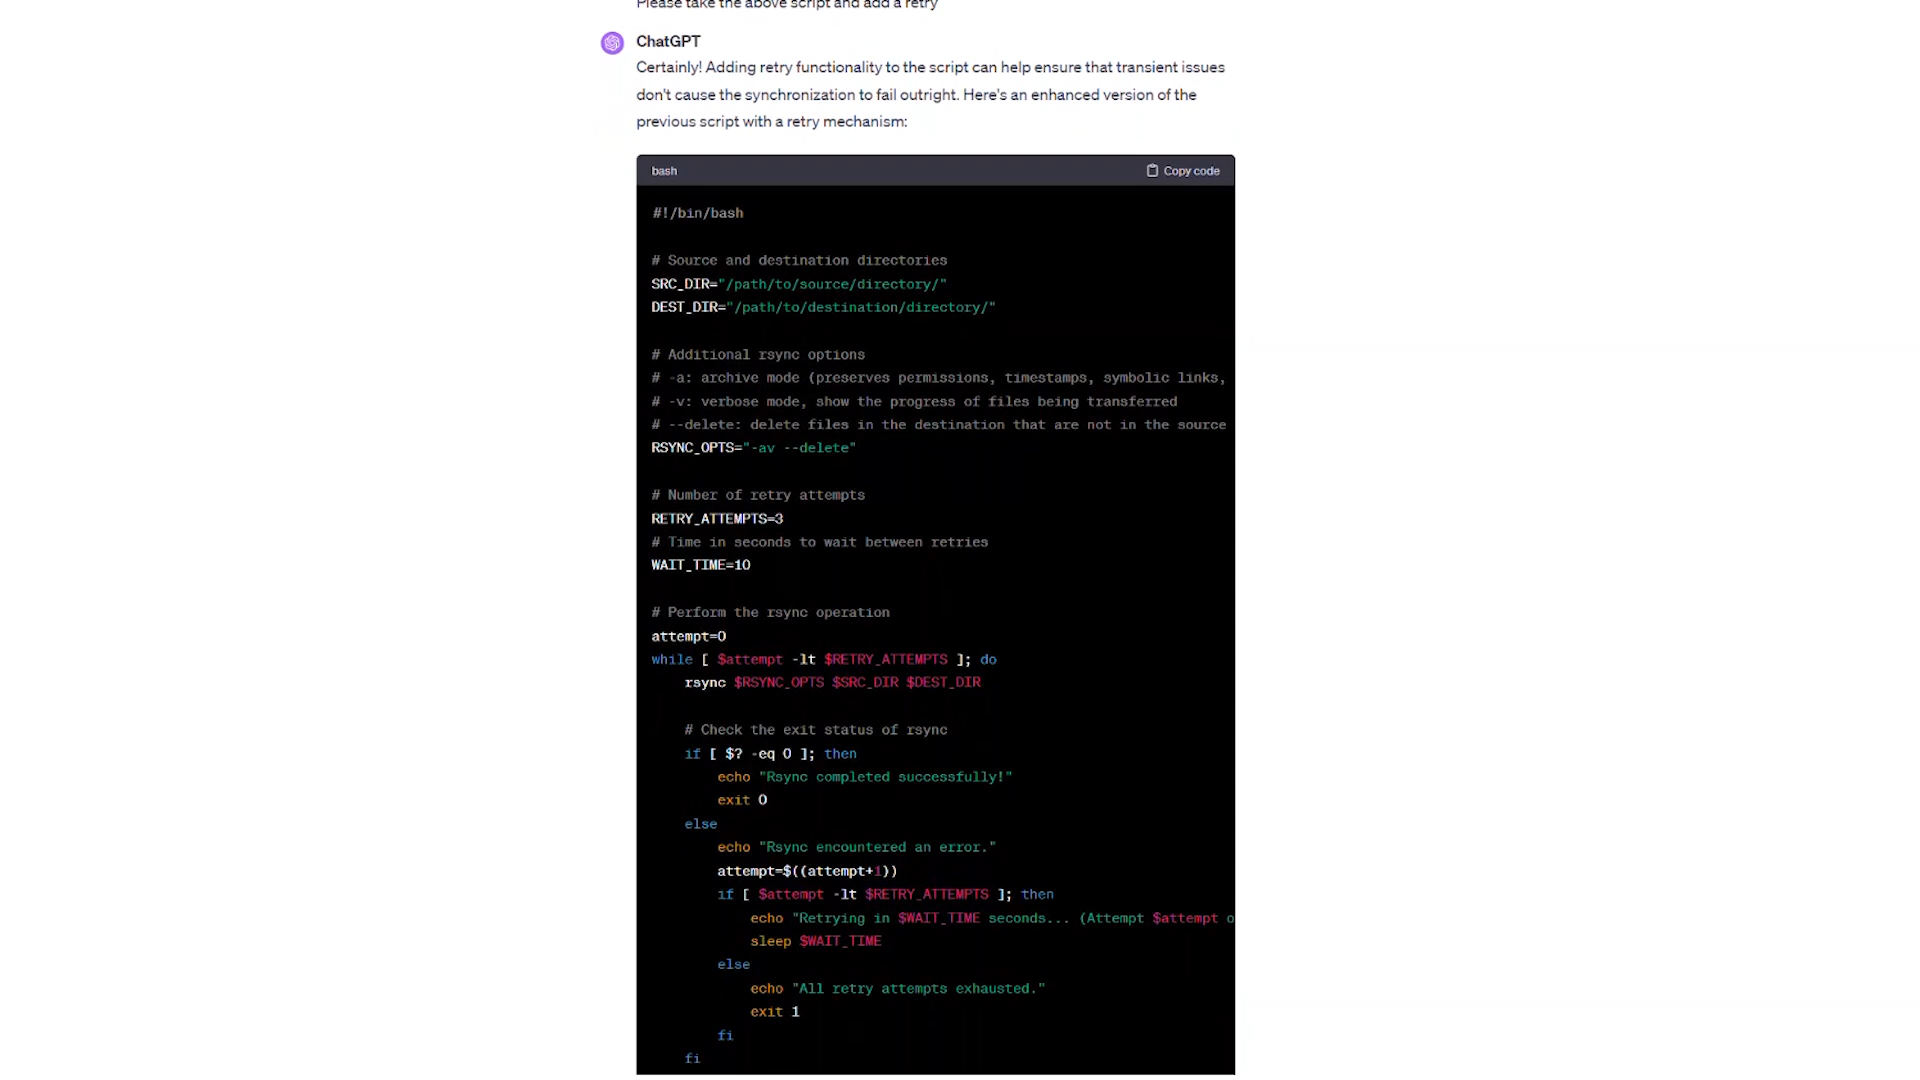 Please take the above script and add a retry
ChatGPT
Certainly! Adding retry functionality to the script can help ensure that transient issues
don't cause the synchronization to fail outright. Here's an enhanced version of the
previous script with a retry mechanism:
bash Copy code
#!/bin/bash
# Source and destination directories
SRC_DIR="/path/to/source/directory/"
DEST_DIR="/path/to/destination/directory/"
# Additional rsync options
# -a: archive mode (preserves permissions, timestamps, symbolic links,
# -v: verbose mode, show the progress of files being transferred
# --delete: delete files in the destination that are not in the source
RSYNC_OPTS="-av --delete"
# Number of retry attempts
RETRY_ATTEMPTS=3
# Time in seconds to wait between retries
WAIT_TIME=10
# Perform the rsync operation
attempt=0
while [ $attempt -lt $RETRY_ATTEMPTS ]; do
    rsync $RSYNC_OPTS $SRC_DIR $DEST_DIR
    # Check the exit status of rsync
    if [ $? -eq 0 ]; then
        echo "Rsync completed successfully!"
        exit 0
    else
        echo "Rsync encountered an error."
        attempt=$((attempt+1))
        if [ $attempt -lt $RETRY_ATTEMPTS ]; then
            echo "Retrying in $WAIT_TIME seconds... (Attempt $attempt o
            sleep $WAIT_TIME
        else
            echo "All retry attempts exhausted."
            exit 1
        fi
    fi